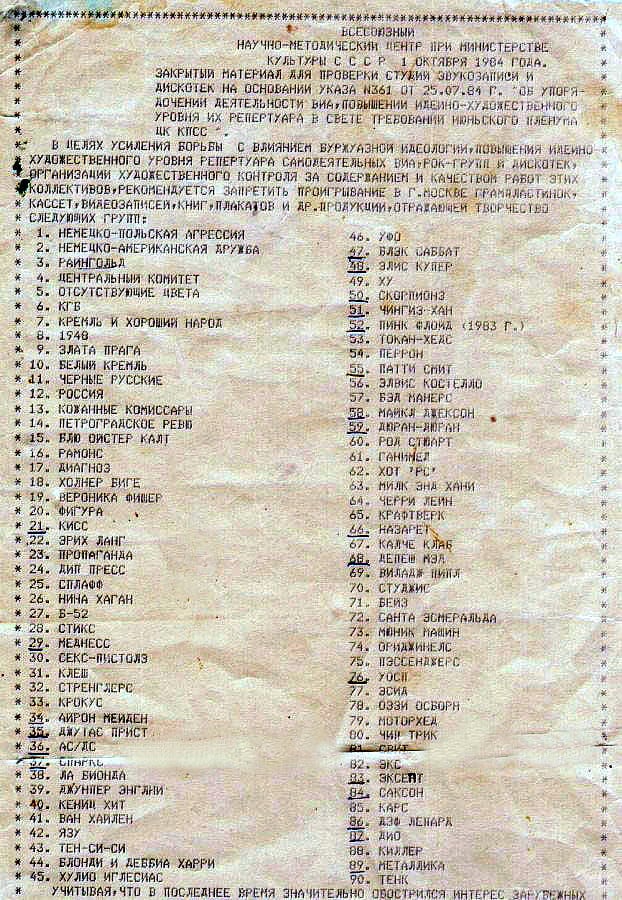 ВСЕСОЮЗНЫЙ
НАУЧНО-МЕТОДИЧЕСКИЙ ЦЕНТР ПРИ МИНИСТЕРСТВЕ
КУЛЬТУРЫ С С С Р 1 ОКТЯБРЯ 1984 ГОДА.
ЗАКРЫТЫЙ МАТЕРИАЛ ДЛЯ ПРОВЕРКИ СТУДИЙ ЗВУКОЗАПИСИ И
ДИСКОТЕК НА ОСНОВАНИИ УКАЗА N361 ОТ 25.07.84 Г. "ОБ УПОРЯ-
ДОЧЕНИИ ДЕЯТЕЛЬНОСТИ ВИА,ПОВЫШЕНИИ ИДЕЙНО-ХУДОЖЕСТВЕННОГО
УРОВНЯ ИХ РЕПЕРТУАРА В СВЕТЕ ТРЕБОВАНИЙ ИЮНЬСКОГО ПЛЕНУМА
ЦК КПСС ".
В ЦЕЛЯХ УСИЛЕНИЯ БОРЬБЫ С ВЛИЯНИЕМ БУРЖУАЗНОЙ ИДЕОЛОГИИ,ПОВЫШЕНИЯ ИДЕЙНО-
ХУДОЖЕСТВЕННОГО УРОВНЯ РЕПЕРТУАРА САМОДЕЯТЕЛЬНЫХ ВИА,РОК-ГРУПП И ДИСКОТЕК,
ОРГАНИЗАЦИИ ХУДОЖЕСТВЕННОГО КОНТРОЛЯ ЗА СОДЕРЖАНИЕМ И КАЧЕСТВОМ РАБОТ ЭТИХ
КОЛЛЕКТИВОВ,РЕКОМЕНДУЕТСЯ ЗАПРЕТИТЬ ПРОИГРЫВАНИЕ В Г.МОСКВЕ ГРАМПЛАСТИНОК,
КАССЕТ,ВИДЕОЗАПИСЕЙ,КНИГ,ПЛАКАТОВ И ДР.ПРОДУКЦИИ,ОТРАЖАЮЩЕЙ ТВОРЧЕСТВО
СЛЕДУЮЩИХ ГРУПП:
1. НЕМЕЦКО-ПОЛЬСКАЯ АГРЕССИЯ
2. НЕМЕЦКО-АМЕРИКАНСКАЯ ДРУЖБА
3. РАИНГОЛЬД
4. ЦЕНТРАЛЬНЫЙ КОМИТЕТ
5. ОТСУТСТВУЮЩИЕ ЦВЕТА
6. КГБ
7. КРЕМЛЬ И ХОРОШИЙ НАРОД
8. 1948
9. ЗЛАТА ПРАГА
10. БЕЛЫЙ КРЕМЛЬ
11. ЧЕРНЫЕ РУССКИЕ
12. РОССИЯ
13. КОЖАННЫЕ КОМИССАРЫ
14. ПЕТРОГРАДСКОЕ РЕВЮ
15. БЛЮ ОЙСТЕР КАЛТ
16. РАМОНС
17. ДИАГНОЗ
18. ХОЛНЕР БИГЕ
19. ВЕРОНИКА ФИШЕР
20. ФИГУРА
21. КИСС
22. ЭРИХ ЛАНГ
23. ПРОПАГАНДА
24. ДИП ПРЕСС
25. СПЛАФФ
26. НИНА ХАГАН
27. Б-52
28. СТИКС
29. МЕДНЕСС
30. СЕКС-ПИСТОЛЗ
31. КЛЕШ
32. СТРЕНГЛЕРС
33. КРОКУС
34. АЙРОН МЕЙДЕН
35. ДЖУТАС ПРИСТ
36. АС/ДС
37. СПАРКС
38. ЛА БИОНДА
39. ДЖУНПЕР ЭНГЛИИ
40. КЕНИЦ ХИТ
41. ВАН ХАЙЛЕН
42. ЯЗУ
43. ТЕН-СИ-СИ
44. БЛОНДИ И ДЕББИА ХАРРИ
45. ХУЛИО ИГЛЕСИАС
46. УФО
47. БЛЭК САББАТ
48. ЭЛИС КУПЕР
49. ХУ
50. СКОРПИОНЗ
51. ЧИНГИЗ-ХАН
52. ПИНК ФЛОЙД (1983 Г.)
53. ТОКАН-ХЕДС
54. ПЕРРОН
55. ПАТТИ СМИТ
56. ЭЛВИС КОСТЕЛЛО
57. БЭД МАНЕРС
58. МАЙКЛ ДЖЕКСОН
59. ДЮРАН-ДЮРАН
60. РОД СТЮАРТ
61. ГАНИМЕД
62. ХОТ 'РС'
63. МИЛК ЭНД ХАНИ
64. ЧЕРРИ ЛЕЙН
65. КРАФТВЕРК
66. НАЗАРЕТ
67. КАЛЧЕ КЛАБ
68. ДЕПЕШ МЭД
69. ВИЛАДЖ ПИПЛ
70. СТУДЖИС
71. БЕЙЗ
72. САНТА ЭСМЕРАЛЬДА
73. МЮНИК МАШИН
74. ОРИДЖИНЕЛС
75. ПЭССЕНДЖЕРС
76. УОСП
77. ЭСИД
78. ОЗЗИ ОСБОРН
79. МОТОРХЕД
80. ЧИП ТРИК
81. СВИТ
82. ЭКС
83. ЭКСЕПТ
84. САКСОН
85. КАРС
86. ДЭФ ЛЕПАРД
87. ДИО
88. КИЛЛЕР
89. МЕТАЛЛИКА
90. ТЕНК
УЧИТЫВАЯ,ЧТО В ПОСЛЕДНЕЕ ВРЕМЯ ЗНАЧИТЕЛЬНО ОБОСТРИЛСЯ ИНТЕРЕС ЗАРУБЕЖНЫХ